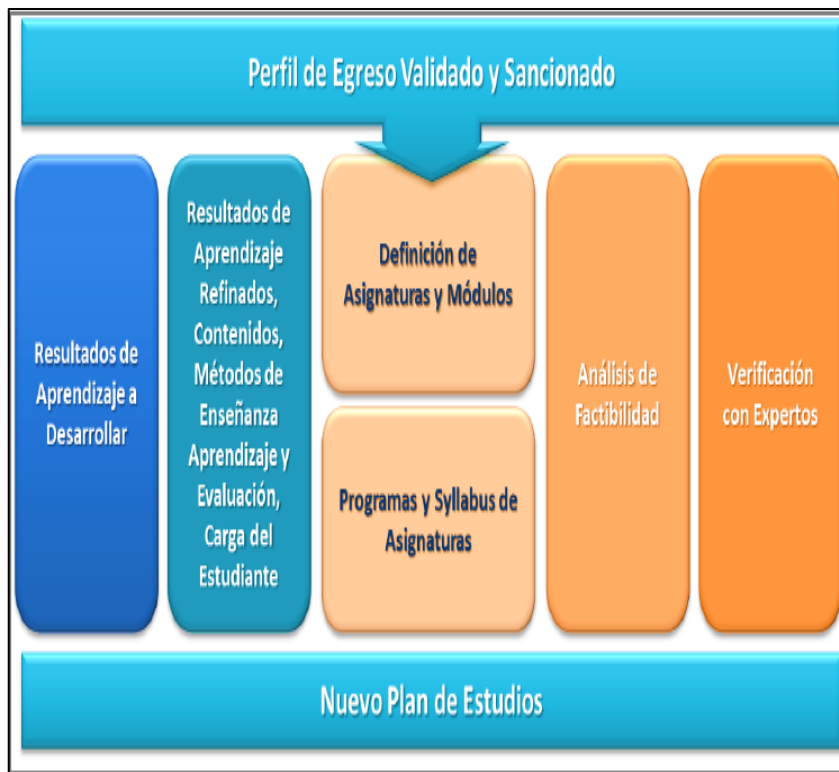 Perfil de Egreso Validado y Sancionado
Resultados de
Aprendizaje a
Desarrollar
Resultados de
Aprendizaje
Refinados,
Contenidos,
Métodos de
Enseñanza
Aprendizaje y
Evaluación,
Carga del
Estudiante
Definición de
Asignaturas y Módulos
Programas y Syllabus de
Asignaturas
Análisis de
Factibilidad
Verificación
con Expertos
Nuevo Plan de Estudios